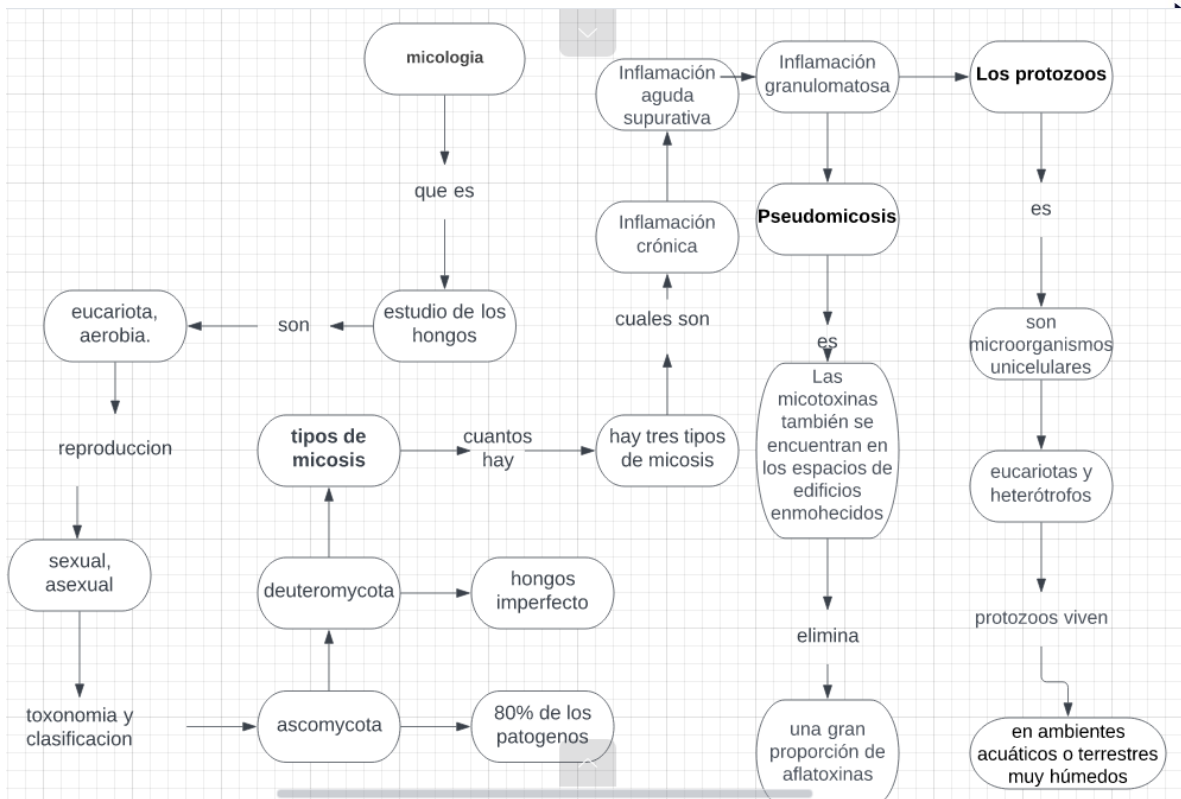 micologia
que es
estudio de los
hongos
son
eucariota,
aerobia.
reproduccion
sexual,
asexual
toxonomia y
clasificacion
ascomycota
80% de los
patogenos
deuteromycota
hongos
imperfecto
tipos de
micosis
cuantos
hay
hay tres tipos
de micosis
cuales son
Inflamación
crónica
Inflamación
aguda
supurativa
Inflamación
granulomatosa
Pseudomicosis
es
Las
micotoxinas
también se
encuentran en
los espacios de
edificios
enmohecidos
elimina
una gran
proporción de
aflatoxinas
Los protozoos
es
son
microorganismos
unicelulares
eucariotas y
heterótrofos
protozoos viven
en ambientes
acuáticos o terrestres
muy húmedos